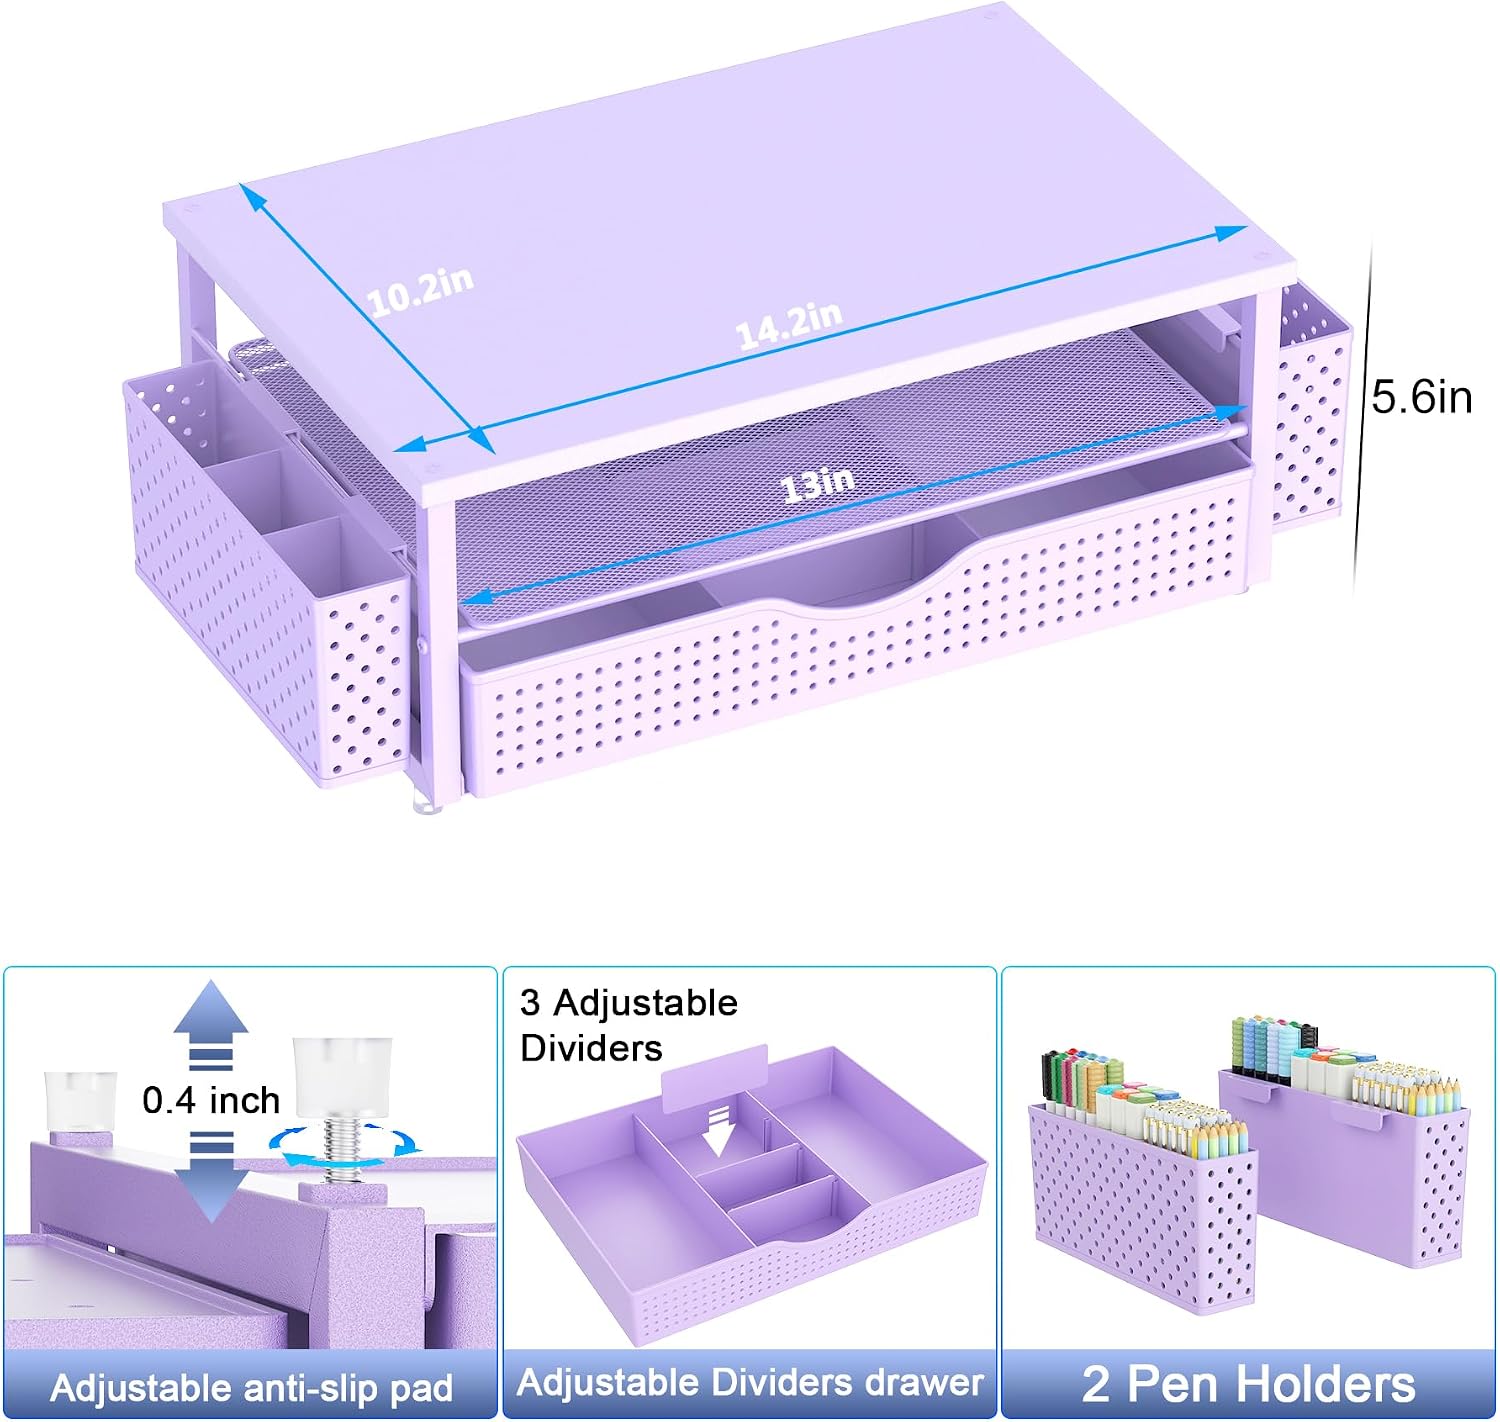 10.2in
14.2in
5.6in
13in
0.4 inch
Adjustable anti-slip pad
3 Adjustable
Dividers
Adjustable Dividers drawer
2 Pen Holders